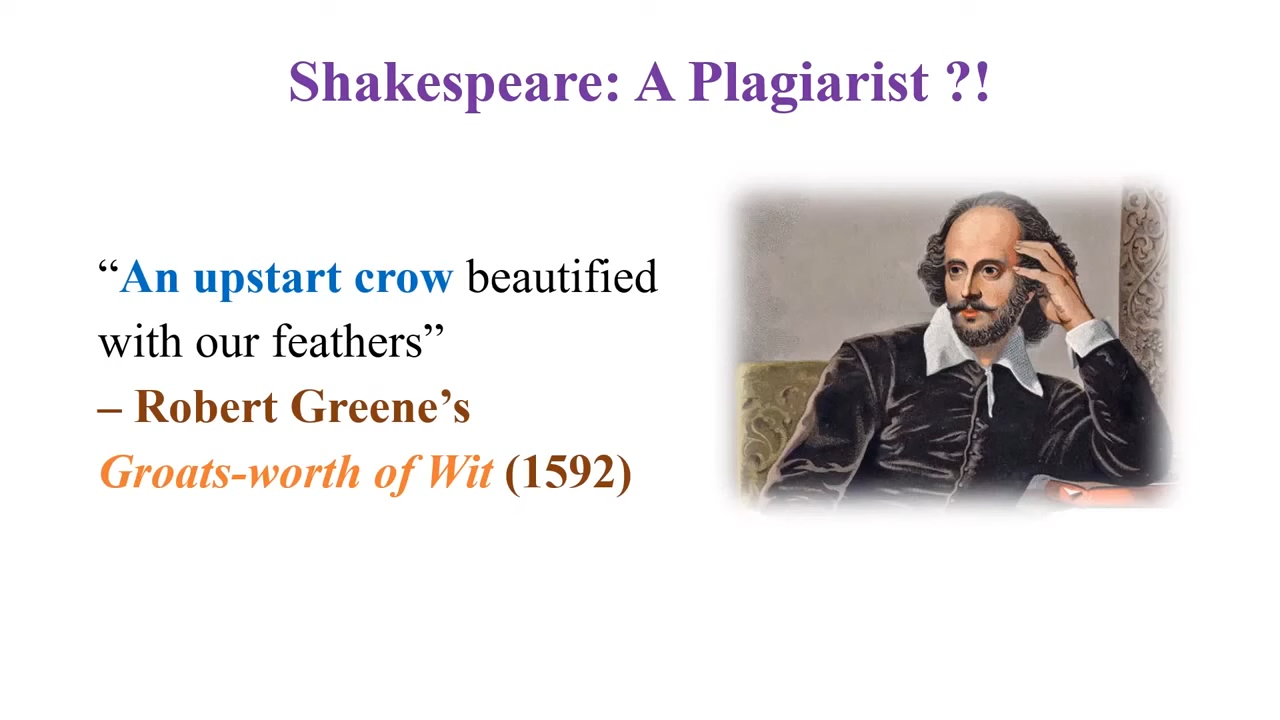 Shakespeare: A Plagiarist ?!
“An upstart crow beautified
with our feathers”
– Robert Greene’s
Groats-worth of Wit (1592)